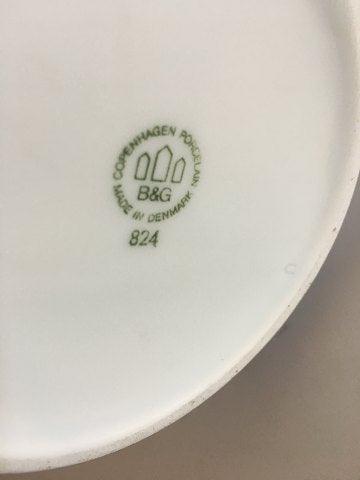 COPENHAGEN PORCELAIN
B&G
MADE IN DENMARK
824